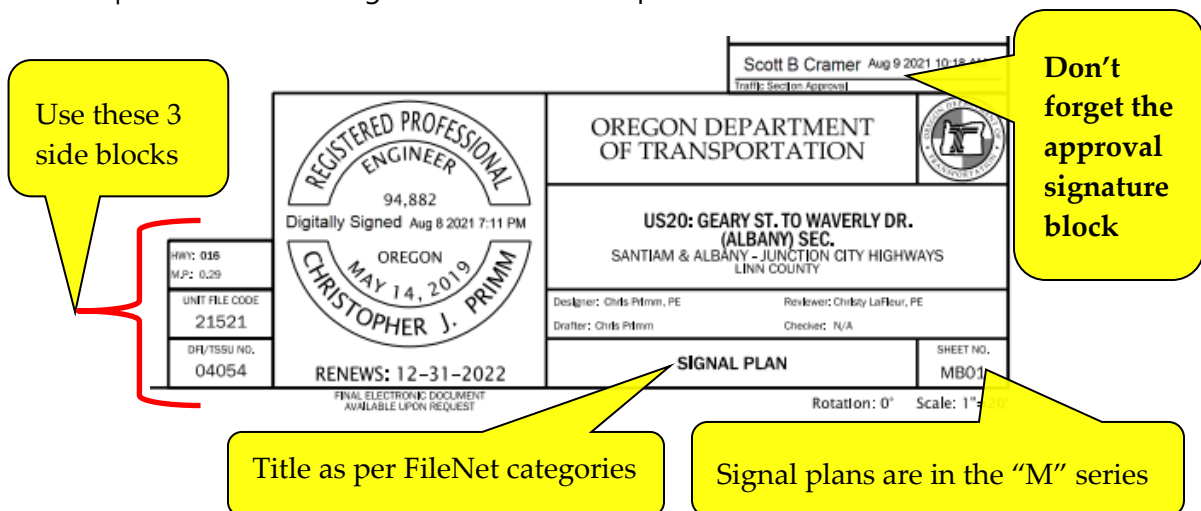 Scott B Cramer Aug 9 2021 10:18
Traffic Section Approval
Don’t
forget the
approval
signature
block
Use these 3
side blocks
REGISTERED PROFESSIONAL
ENGINEER
94,882
Digitally Signed Aug 8 2021 7:11 PM
OREGON
MAY 14, 2019
CHRISTOPHER J. PRIMM
RENEWS: 12-31-2022
FINAL ELECTRONIC DOCUMENT
AVAILABLE UPON REQUEST
OREGON DEPARTMENT
OF TRANSPORTATION
US20: GEARY ST. TO WAVERLY DR.
(ALBANY) SEC.
SANTIAM & ALBANY - JUNCTION CITY HIGHWAYS
LINN COUNTY
HWY: 016
M.P.: 0.29
UNIT FILE CODE
21521
DFI/TSSU NO.
04054
Designer: Chris Primm, PE
Reviewer: Christy LaFleur, PE
Drafter: Chris Primm
Checker: N/A
SIGNAL PLAN
SHEET NO.
MB01
Rotation: 0° Scale: 1"=20'
Title as per FileNet categories
Signal plans are in the “M” series